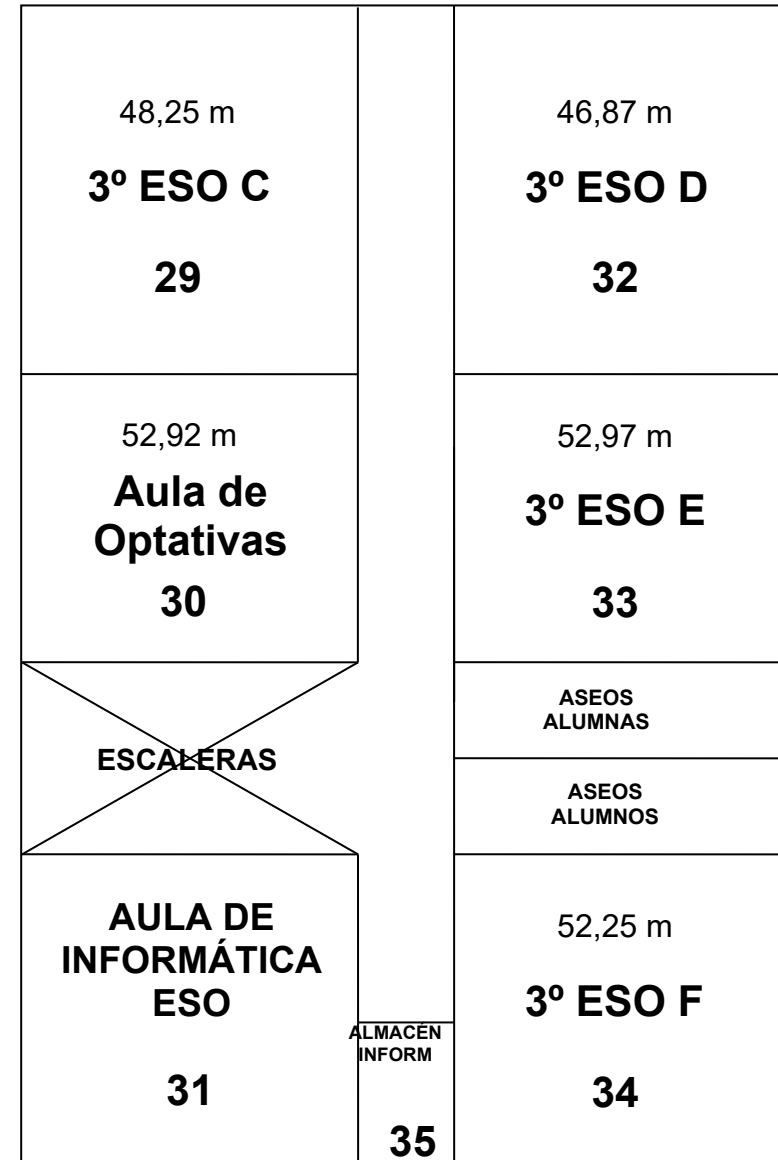 48,25 m
3º ESO C
29
46,87 m
3º ESO D
32
52,92 m
Aula de
Optativas
30
52,97 m
3º ESO E
33
ESCALERAS
ASEOS
ALUMNAS
ASEOS
ALUMNOS
AULA DE
INFORMÁTICA
ESO
31
ALMACÉN
INFORM
35
52,25 m
3º ESO F
34